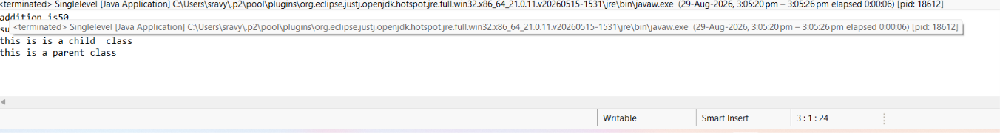 <terminated> Singlelevel [Java Application] C:\Users\sravy\.p2\pool\plugins\org.eclipse.justj.openjdk.hotspot.jre.full.win32.x86_64_21.0.11.v20260515-1531\jre\bin\javaw.exe (29-Aug-2026, 3:05:20 pm – 3:05:26 pm elapsed 0:00:06) [pid: 18612]
addition is50
su
<terminated> Singlelevel [Java Application] C:\Users\sravy\.p2\pool\plugins\org.eclipse.justj.openjdk.hotspot.jre.full.win32.x86_64_21.0.11.v20260515-1531\jre\bin\javaw.exe (29-Aug-2026, 3:05:20 pm – 3:05:26 pm elapsed 0:00:06) [pid: 18612]
this is is a child  class
this is a parent class
Writable
Smart Insert
3 : 1 : 24